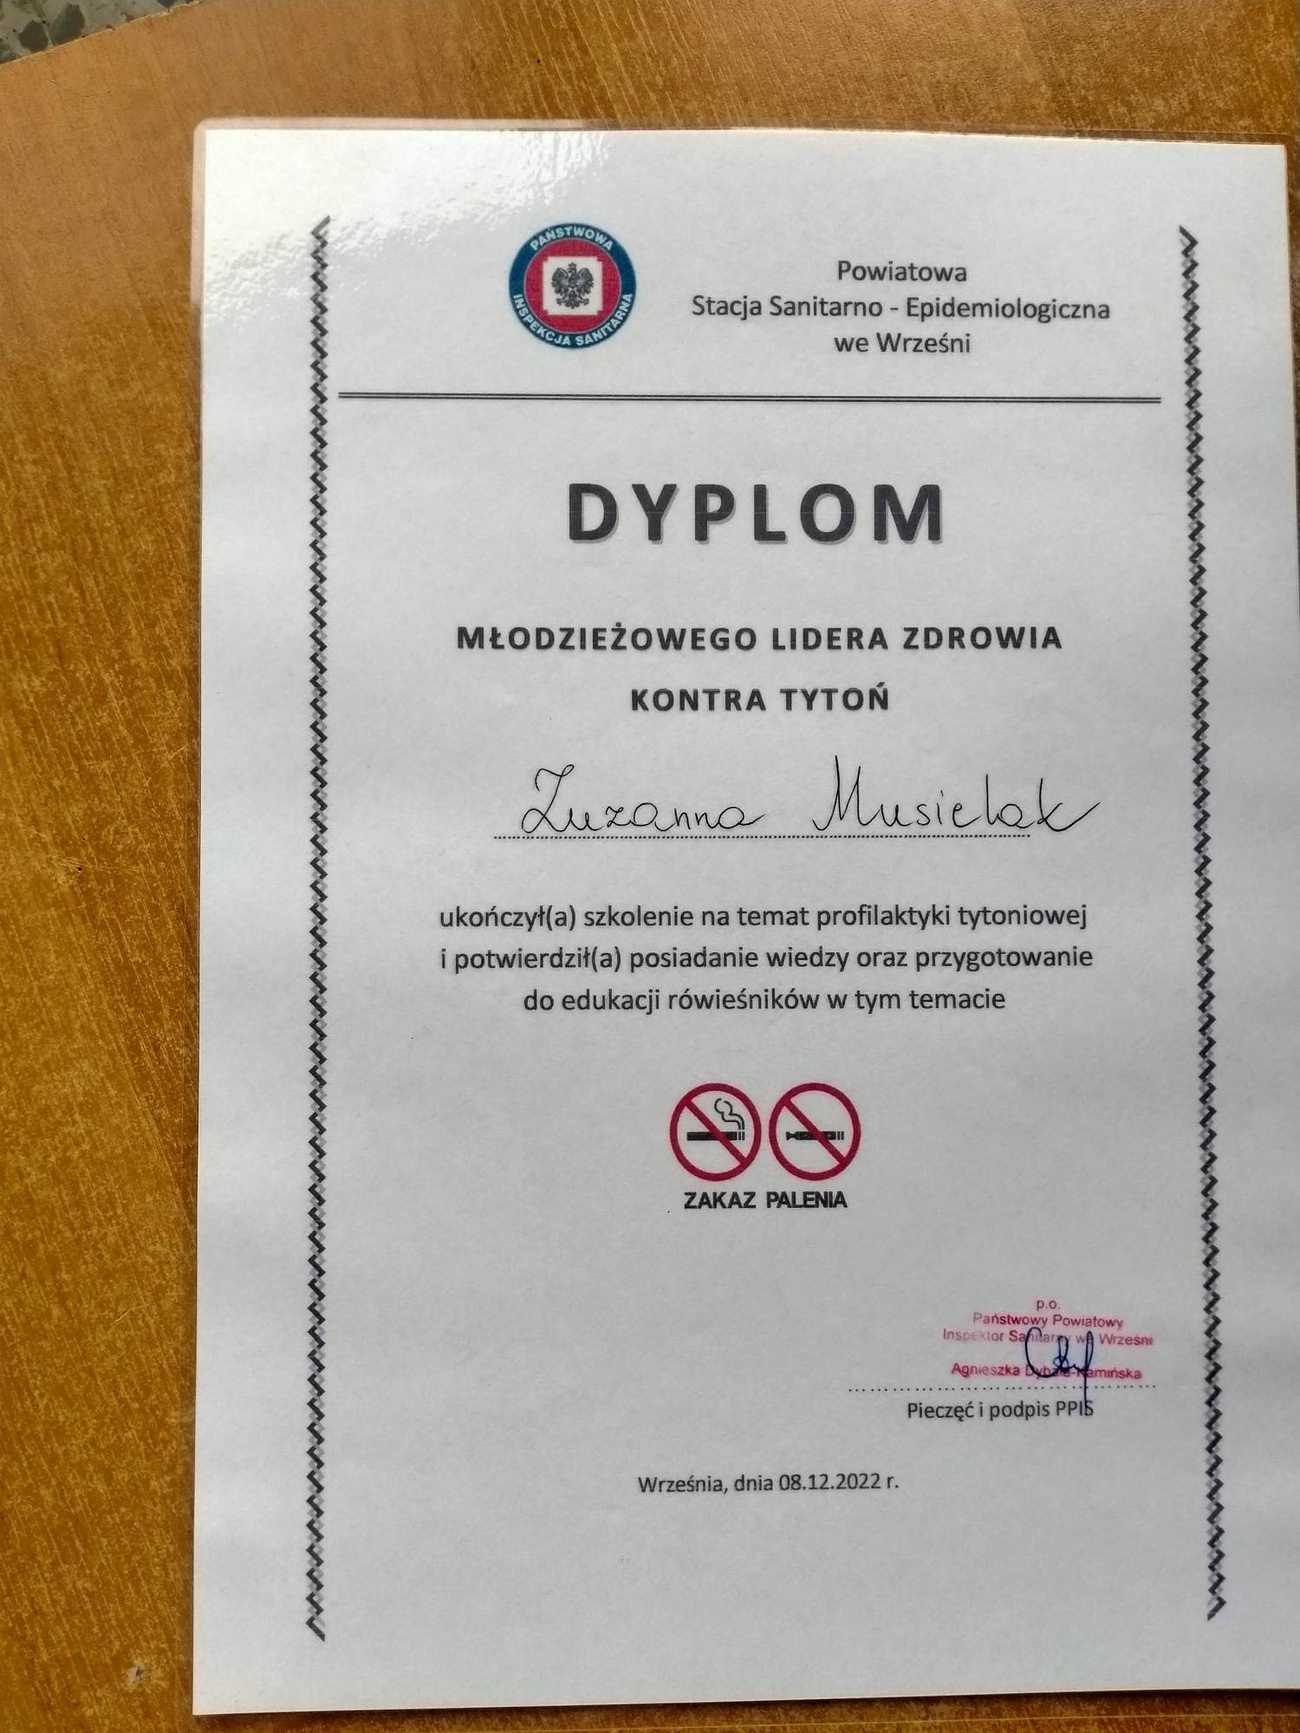 PAŃSTWOWA
INSPEKCJA SANITARNA
Powiatowa
Stacja Sanitarno - Epidemiologiczna
we Wrześni
DYPLOM
MŁODZIEŻOWEGO LIDERA ZDROWIA
KONTRA TYTOŃ
Zuzanna Musielak
ukończył(a) szkolenie na temat profilaktyki tytoniowej
i potwierdził(a) posiadanie wiedzy oraz przygotowanie
do edukacji rówieśników w tym temacie
ZAKAZ PALENIA
p.o.
Państwowy Powiatowy
Inspektor Sanitarny we Wrześni
Agnieszka Dybała-Kamińska
Pieczęć i podpis PPIS
Września, dnia 08.12.2022 r.